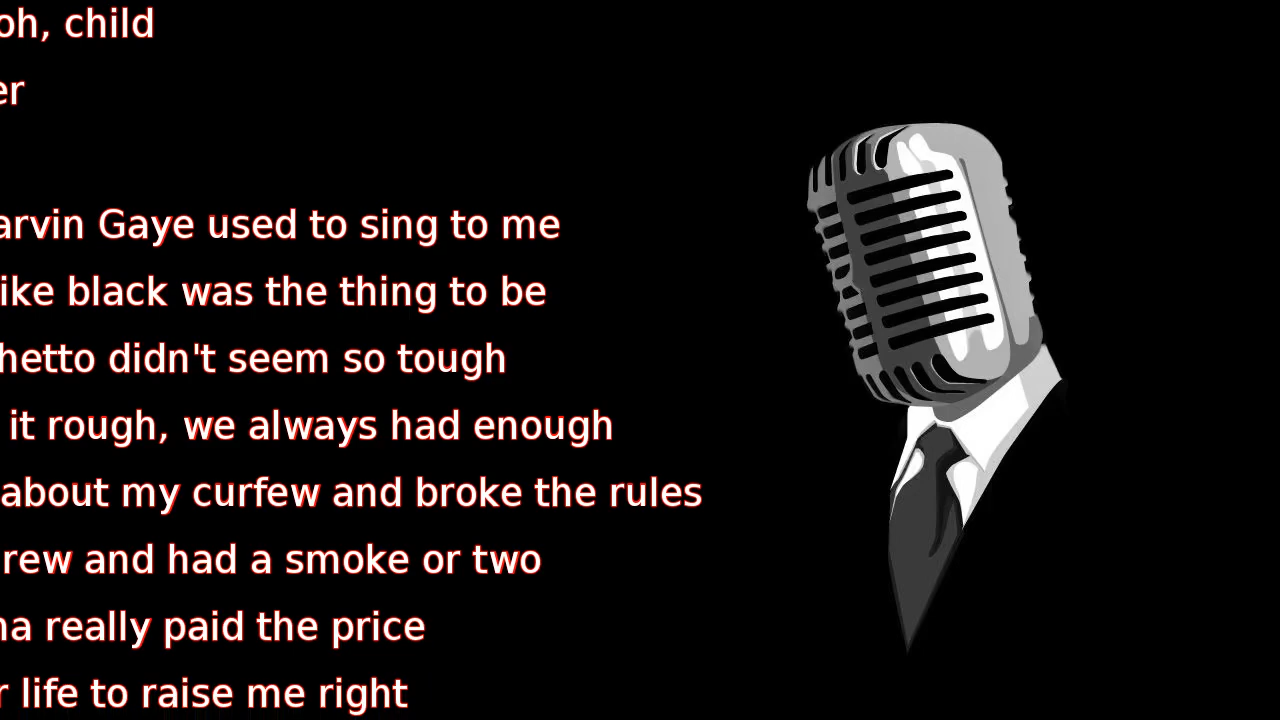 oh, child
er
arvin Gaye used to sing to me
ike black was the thing to be
hetto didn't seem so tough
it rough, we always had enough
about my curfew and broke the rules
rew and had a smoke or two
na really paid the price
r life to raise me right